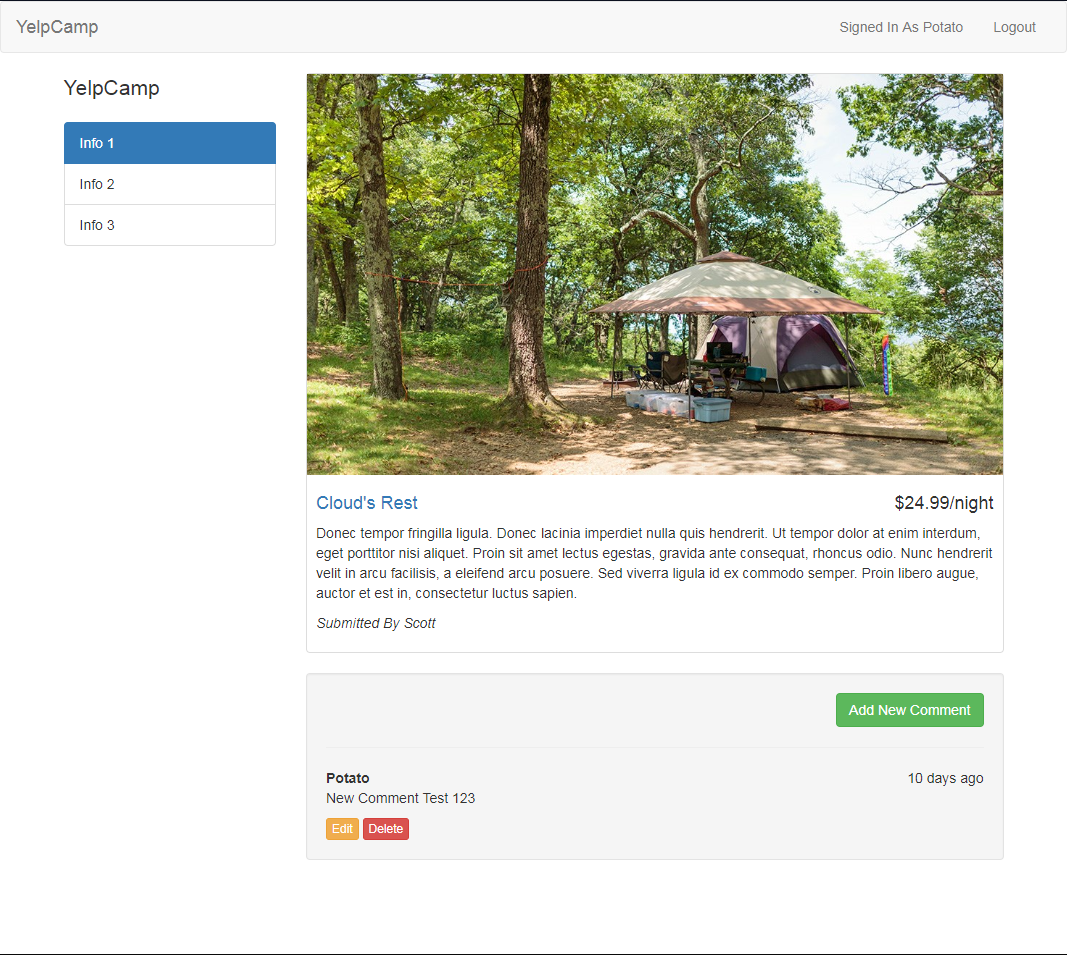 YelpCamp
Signed In As Potato
Logout
YelpCamp
Info 1
Info 2
Info 3
Cloud's Rest
$24.99/night
Donec tempor fringilla ligula. Donec lacinia imperdiet nulla quis hendrerit. Ut tempor dolor at enim interdum,
eget porttitor nisi aliquet. Proin sit amet lectus egestas, gravida ante consequat, rhoncus odio. Nunc hendrerit
velit in arcu facilisis, a eleifend arcu posuere. Sed viverra ligula id ex commodo semper. Proin libero augue,
auctor et est in, consectetur luctus sapien.
Submitted By Scott
Add New Comment
Potato
10 days ago
New Comment Test 123
Edit
Delete